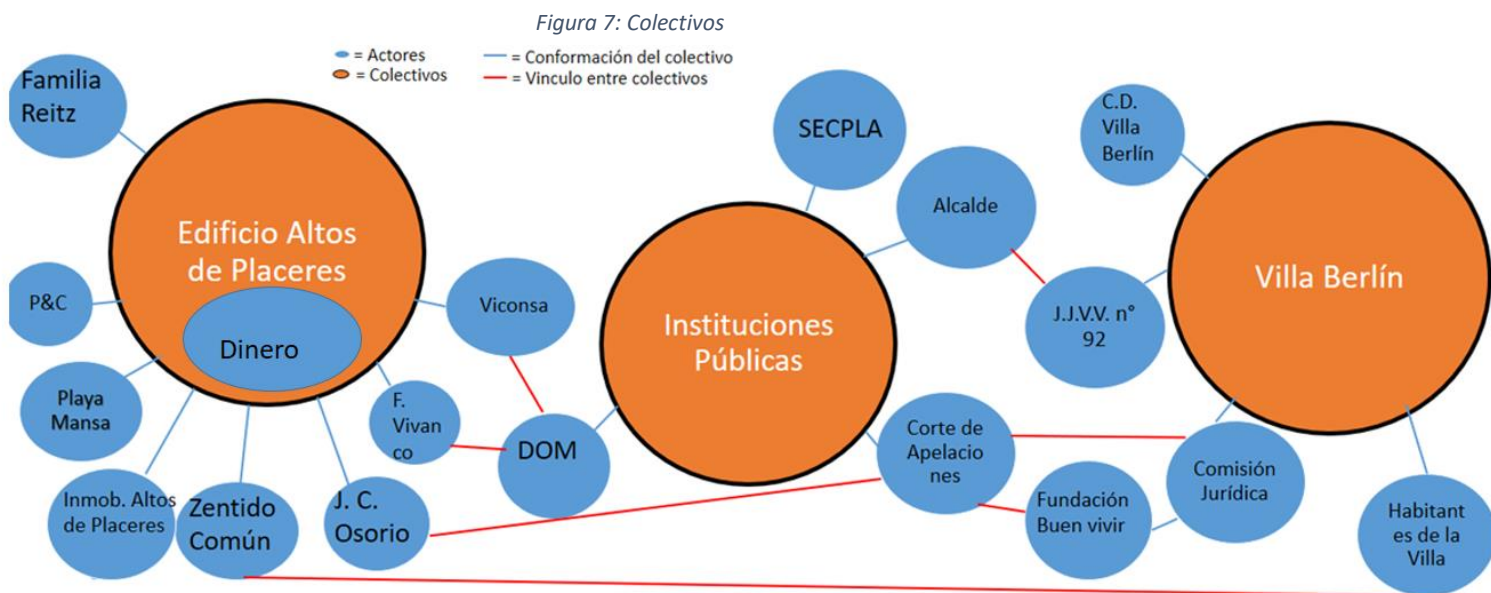 Figura 7: Colectivos
= Actores
= Conformación del colectivo
= Colectivos
= Vinculo entre colectivos
Familia
Reitz
Edificio Altos
de Placeres
Dinero
P&C
Playa
Mansa
Inmob. Altos
de Placeres
Zentido
Común
J. C.
Osorio
F.
Vivan
co
Viconsa
DOM
SECPLA
Instituciones
Públicas
Alcalde
Corte de
Apelacio
nes
Fundación
Buen vivir
C.D.
Villa
Berlín
Villa Berlín
J.J.V.V. n°
92
Comisión
Jurídica
Habitant
es de la
Villa